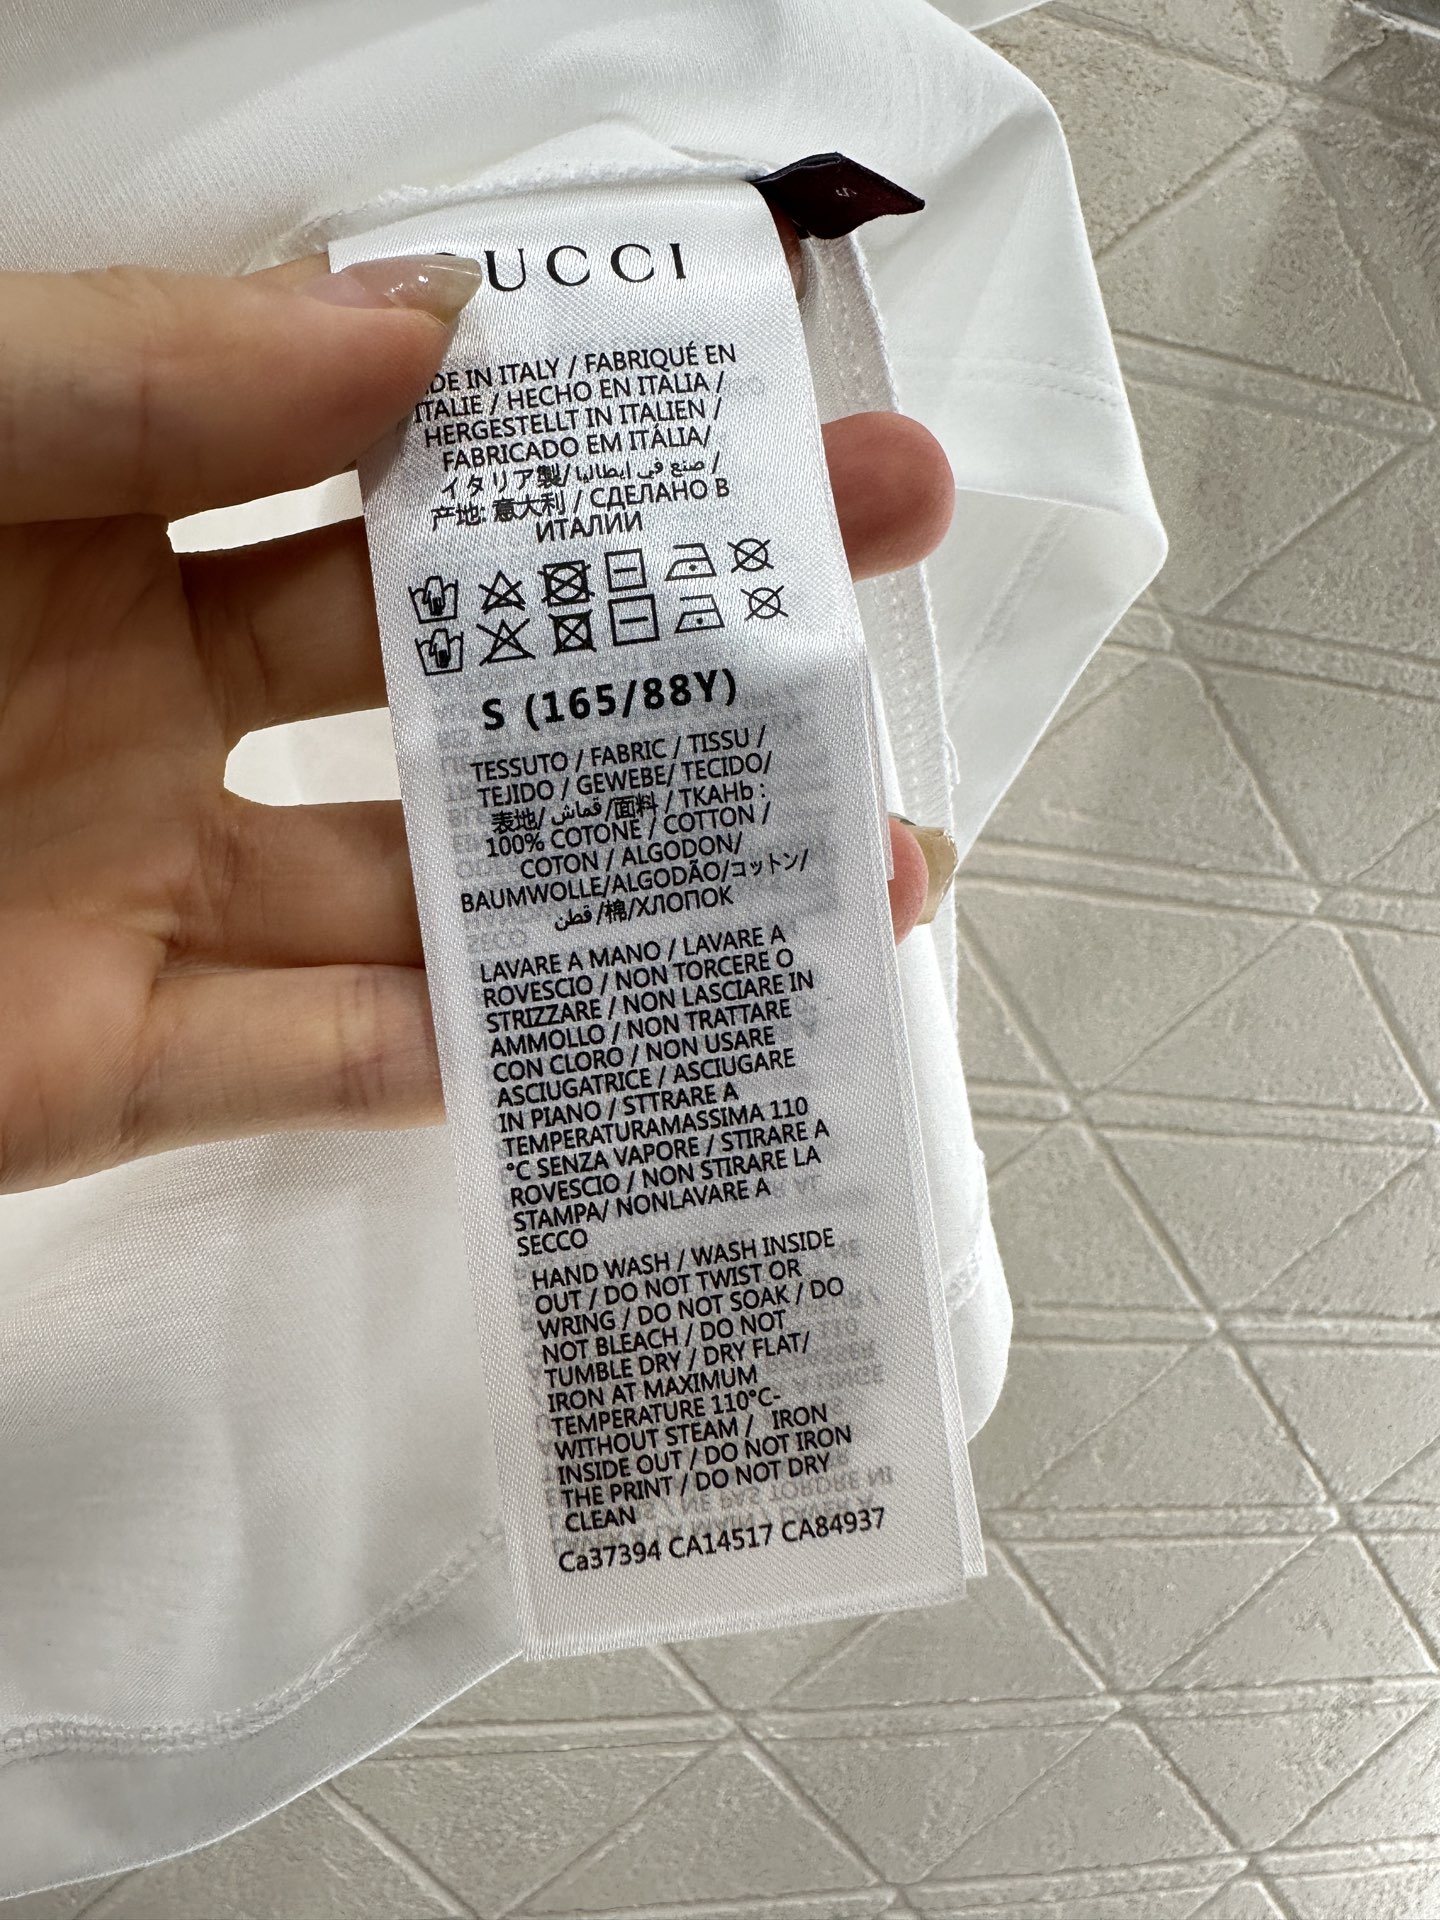 UCCI
DE IN ITALY / FABRIQUÉ EN
ITALIE / HECHO EN ITALIA /
HERGESTELLT IN ITALIEN /
FABRICADO EM ITÁLIA/
イタリア製/ صنع في إيطاليا /
产地: 意大利 / СДЕЛАНО В
ИТАЛИИ
S (165/88Y)
TESSUTO / FABRIC / TISSU /
TEJIDO / GEWEBE/ TECIDO/
表地/ قماش /面料 / TKAHb :
100% COTONE / COTTON /
COTON / ALGODON/
BAUMWOLLE/ALGODÃO/コットン/
قطن /棉/ХЛОПОК
LAVARE A MANO / LAVARE A
ROVESCIO / NON TORCERE O
STRIZZARE / NON LASCIARE IN
AMMOLLO / NON TRATTARE
CON CLORO / NON USARE
ASCIUGATRICE / ASCIUGARE
IN PIANO / STTRARE A
TEMPERATURAMASSIMA 110
°C SENZA VAPORE / STIRARE A
ROVESCIO / NON STIRARE LA
STAMPA/ NONLAVARE A
SECCO
HAND WASH / WASH INSIDE
OUT / DO NOT TWIST OR
WRING / DO NOT SOAK / DO
NOT BLEACH / DO NOT
TUMBLE DRY / DRY FLAT/
IRON AT MAXIMUM
TEMPERATURE 110°C-
WITHOUT STEAM / IRON
INSIDE OUT / DO NOT IRON
THE PRINT / DO NOT DRY
CLEAN
Ca37394 CA14517 CA84937